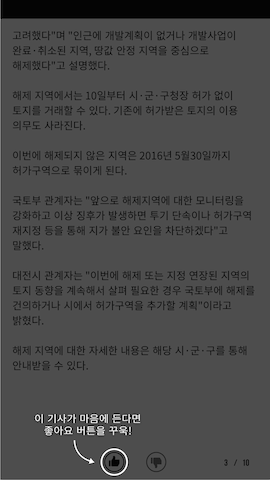 고려했다"며 "인근에 개발계획이 없거나 개발사업이
완료·취소된 지역, 땅값 안정 지역을 중심으로
해제했다"고 설명했다.
해제 지역에서는 10일부터 시·군·구청장 허가 없이
토지를 거래할 수 있다. 기존에 허가받은 토지의 이용
의무도 사라진다.
이번에 해제되지 않은 지역은 2016년 5월30일까지
허가구역으로 묶이게 된다.
국토부 관계자는 "앞으로 해제지역에 대한 모니터링을
강화하고 이상 징후가 발생하면 투기 단속이나 허가구역
재지정 등을 통해 지가 불안 요인을 차단하겠다"고
말했다.
대전시 관계자는 "이번에 해제 또는 지정 연장된 지역의
토지 동향을 계속해서 살펴 필요한 경우 국토부에 해제를
건의하거나 시에서 허가구역을 추가할 계획"이라고
밝혔다.
해제 지역에 대한 자세한 내용은 해당 시·군·구를 통해
안내받을 수 있다.
이 기사가 마음에 든다면
좋아요 버튼을 꾸욱!
3 / 10